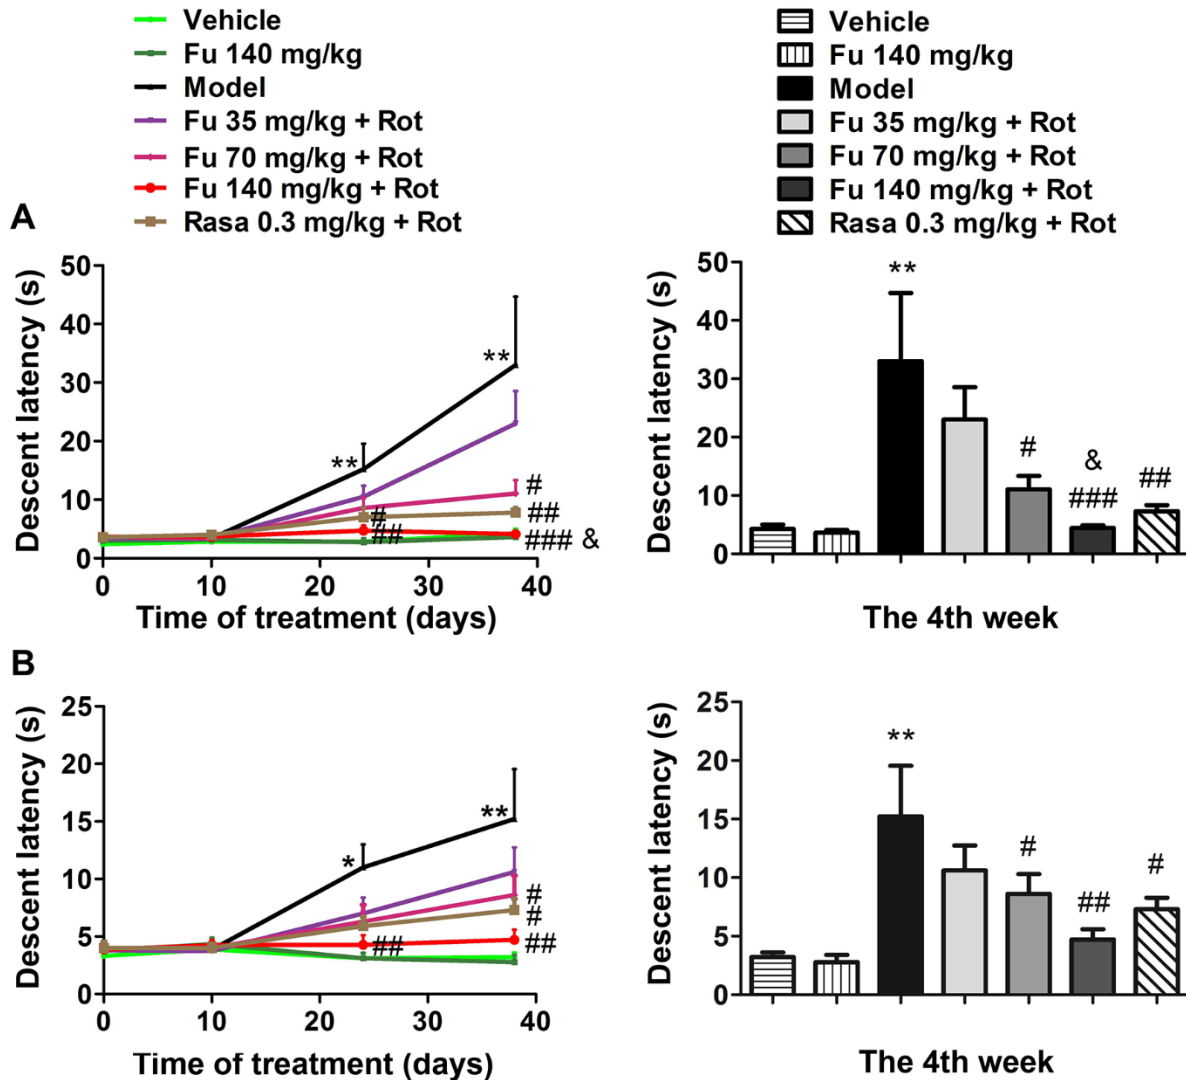 Vehicle
Fu 140 mg/kg
Model
Fu 35 mg/kg + Rot
Fu 70 mg/kg + Rot
Fu 140 mg/kg + Rot
Rasa 0.3 mg/kg + Rot
Vehicle
Fu 140 mg/kg
Model
Fu 35 mg/kg + Rot
Fu 70 mg/kg + Rot
Fu 140 mg/kg + Rot
Rasa 0.3 mg/kg + Rot
A
Descent latency (s)
50
40
30
20
10
0
**
**
#
##
#
##
### &
0
10
20
30
40
Time of treatment (days)
Descent latency (s)
50
40
30
20
10
0
**
#
&
###
##
The 4th week
B
Descent latency (s)
25
20
15
10
5
0
*
**
##
#
#
##
0
10
20
30
40
Time of treatment (days)
Descent latency (s)
25
20
15
10
5
0
**
#
##
#
The 4th week